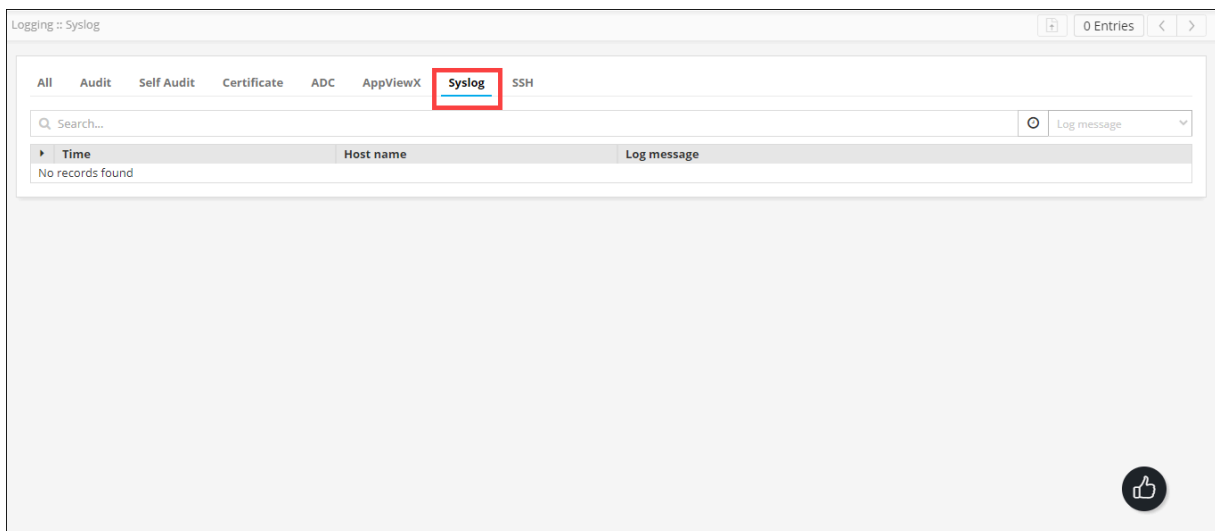 Logging :: Syslog
0 Entries
All Audit Self Audit Certificate ADC AppViewX Syslog SSH
Search... Log message
Time Host name Log message
No records found